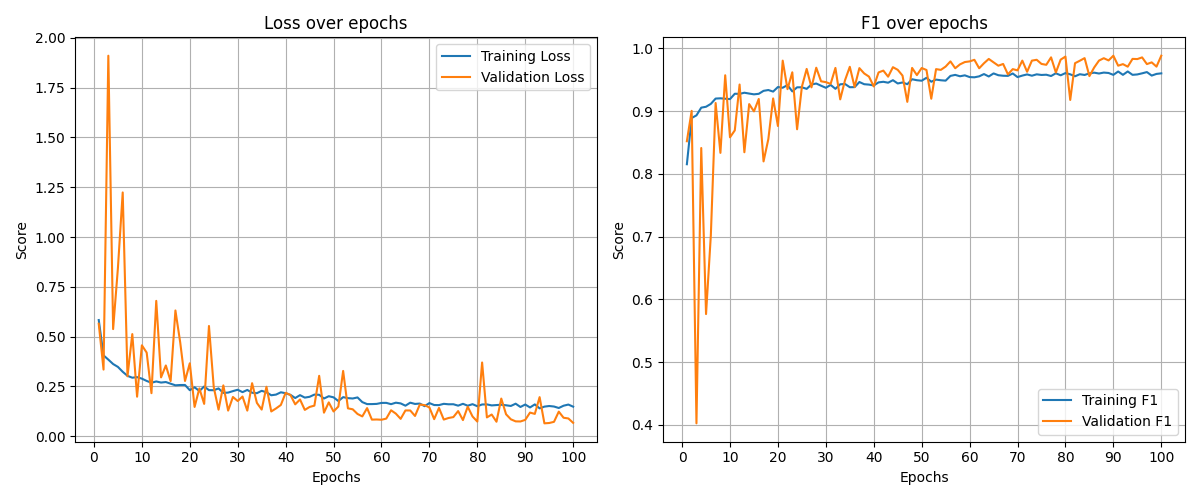 Loss over epochs
2.00
1.75
1.50
1.25
1.00
0.75
0.50
0.25
0.00
Score
0 10 20 30 40 50 60 70 80 90 100
Epochs
Training Loss
Validation Loss
F1 over epochs
1.0
0.9
0.8
0.7
0.6
0.5
0.4
Score
0 10 20 30 40 50 60 70 80 90 100
Epochs
Training F1
Validation F1